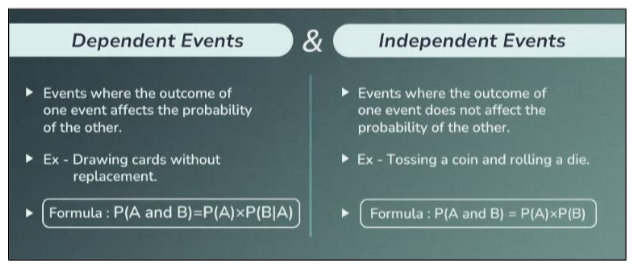 Dependent Events & Independent Events
Events where the outcome of
one event affects the probability
of the other.
Ex - Drawing cards without
replacement.
Formula : P(A and B)=P(A)×P(B|A)
Events where the outcome of
one event does not affect the
probability of the other.
Ex - Tossing a coin and rolling a die.
Formula : P(A and B) = P(A)×P(B)